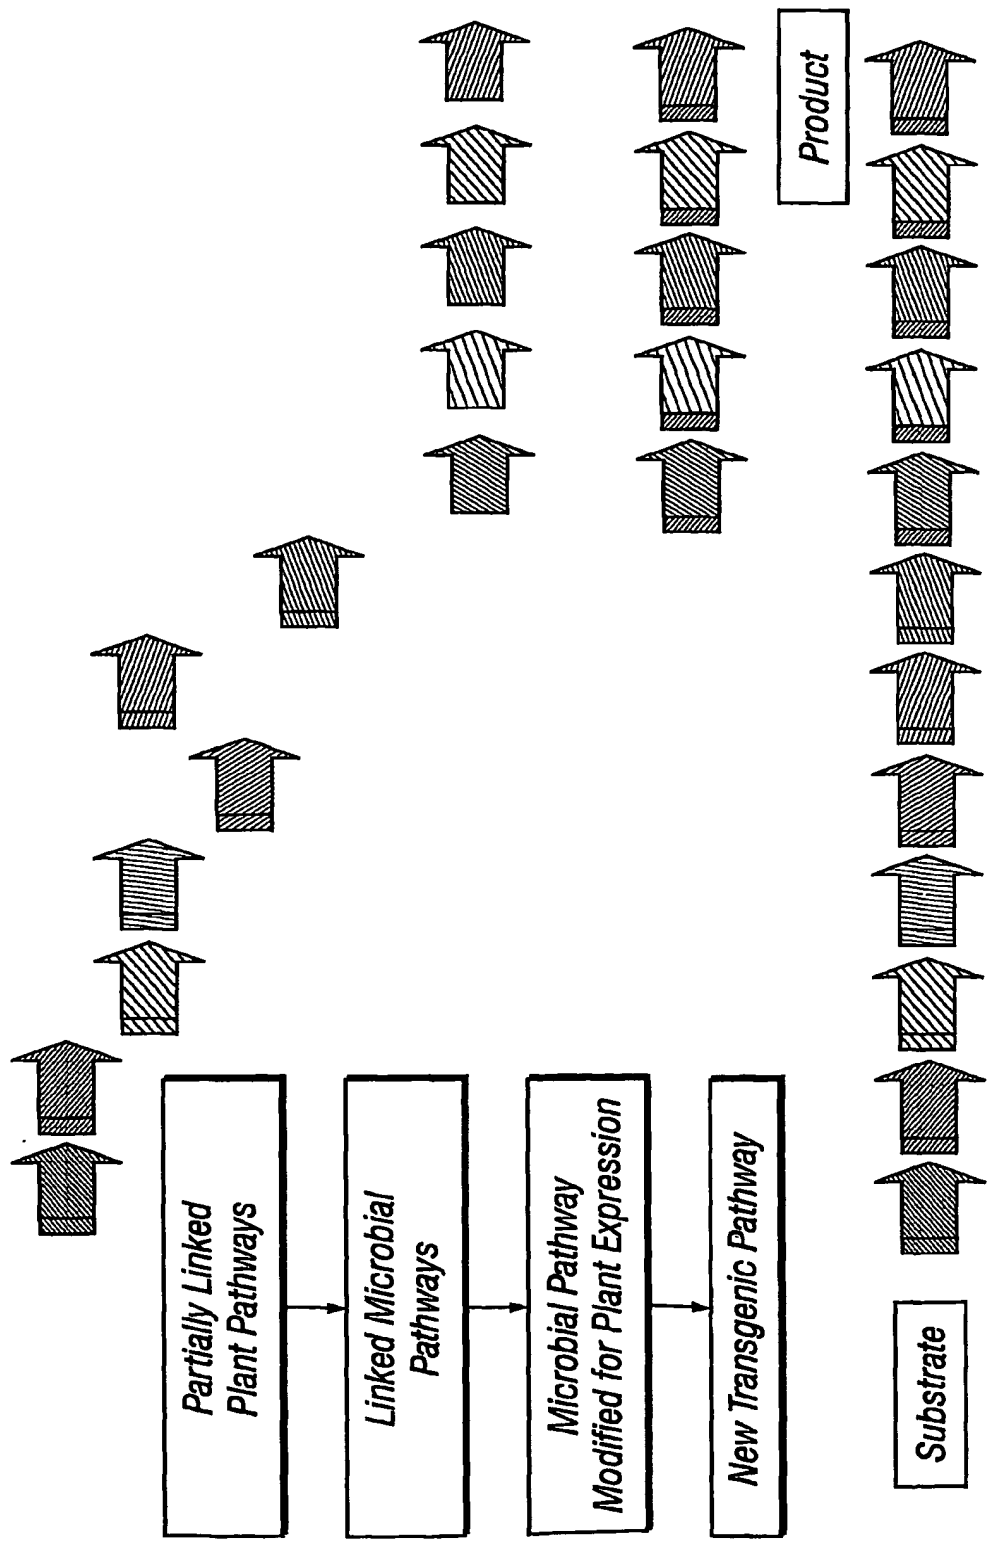 Partially Linked
Plant Pathways
Linked Microbial
Pathways
Microbial Pathway
Modified for Plant Expression
New Transgenic Pathway
Product
Substrate